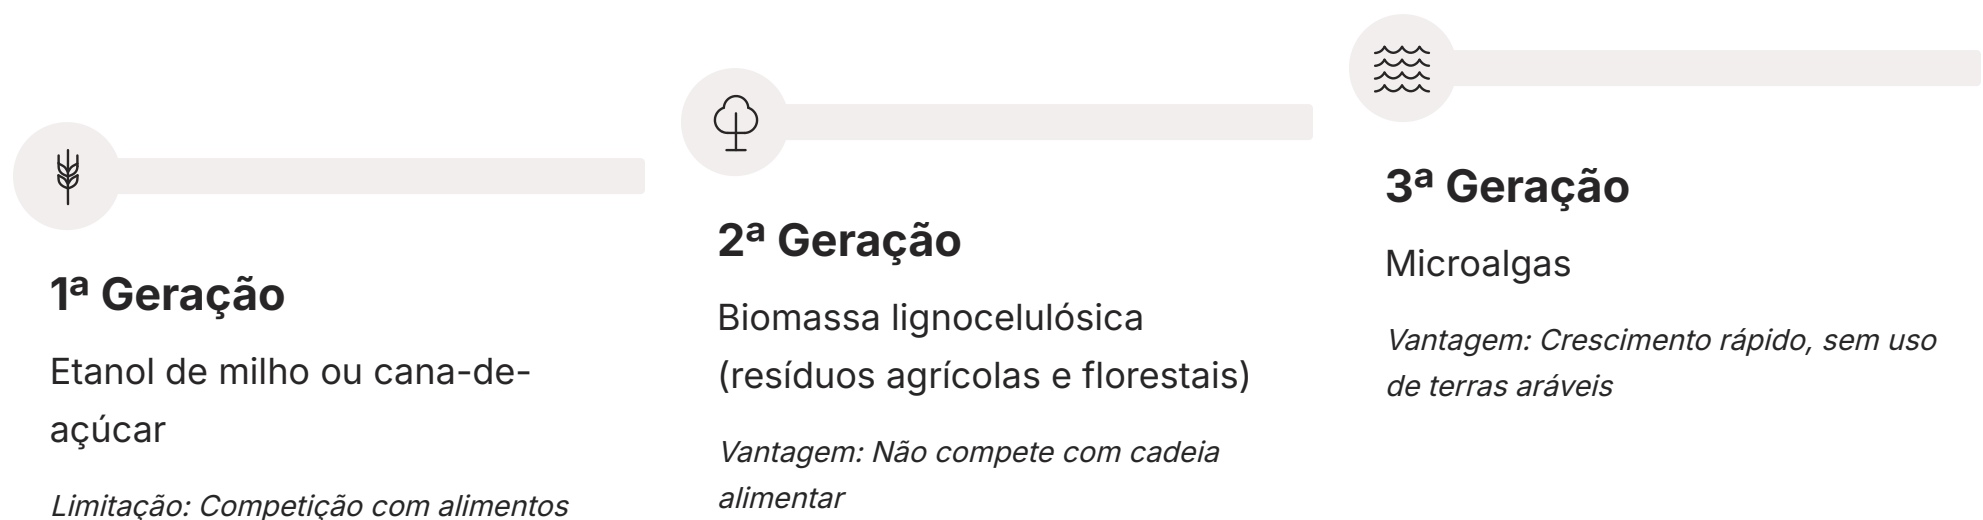 1ª Geração
Etanol de milho ou cana-de-
açúcar
Limitação: Competição com alimentos
2ª Geração
Biomassa lignocelulósica
(resíduos agrícolas e florestais)
Vantagem: Não compete com cadeia
alimentar
3ª Geração
Microalgas
Vantagem: Crescimento rápido, sem uso
de terras aráveis